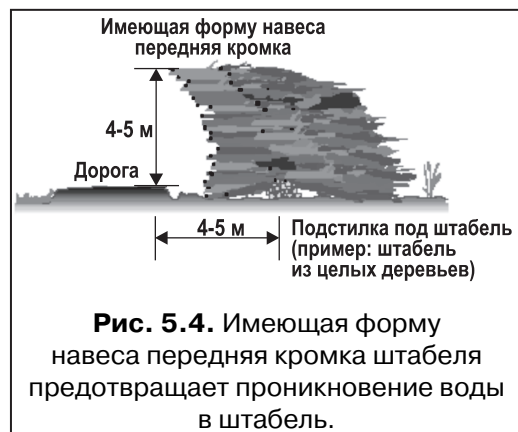 Имеющая форму навеса
передняя кромка
4-5 м
Дорога
4-5 м
Подстилка под штабель
(пример: штабель
из целых деревьев)
Рис. 5.4. Имеющая форму
навеса передняя кромка штабеля
предотвращает проникновение воды
в штабель.